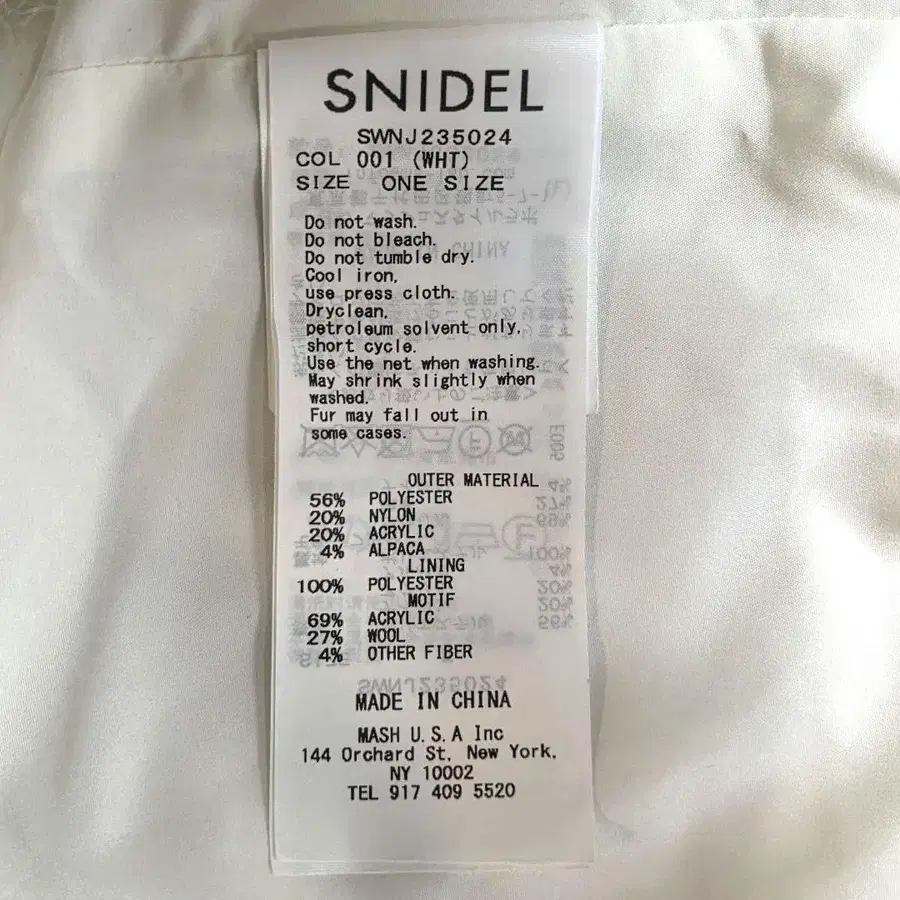 SNIDEL
SWNJ235024
COL 001 (WHT)
SIZE ONE SIZE
Do not wash.
Do not bleach.
Do not tumble dry.
Cool iron,
use press cloth.
Dryclean,
petroleum solvent only,
short cycle.
Use the net when washing.
May shrink slightly when
washed.
Fur may fall out in
some cases.
OUTER MATERIAL
56% POLYESTER
20% NYLON
20% ACRYLIC
4% ALPACA
LINING
100% POLYESTER
MOTIF
69% ACRYLIC
27% WOOL
4% OTHER FIBER
MADE IN CHINA
MASH U.S.A Inc
144 Orchard St, New York,
NY 10002
TEL 917 409 5520